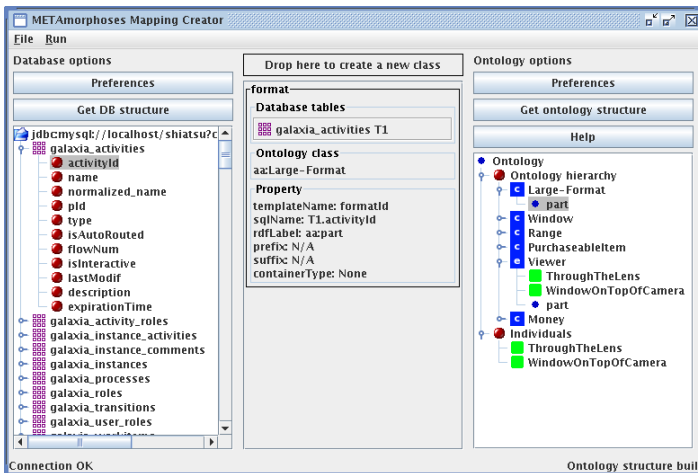 METAmorphoses Mapping Creator
File Run
Database options
Preferences
Get DB structure
jdbcmysql://localhost/shiatsu?c
galaxia_activities
activityId
name
normalized_name
pId
type
isAutoRouted
flowNum
isInteractive
lastModif
description
expirationTime
galaxia_activity_roles
galaxia_instance_activities
galaxia_instance_comments
galaxia_instances
galaxia_processes
galaxia_roles
galaxia_transitions
galaxia_user_roles
Connection OK
Drop here to create a new class
format
Database tables
galaxia_activities T1
Ontology class
aa:Large-Format
Property
templateName: formatId
sqlName: T1.activityId
rdfLabel: aa:part
prefix: N/A
suffix: N/A
containerType: None
Ontology options
Preferences
Get ontology structure
Help
Ontology
Ontology hierarchy
c Large-Format
part
c Window
c Range
c PurchaseableItem
e Viewer
ThroughTheLens
WindowOnTopOfCamera
part
c Money
Individuals
ThroughTheLens
WindowOnTopOfCamera
Ontology structure buil